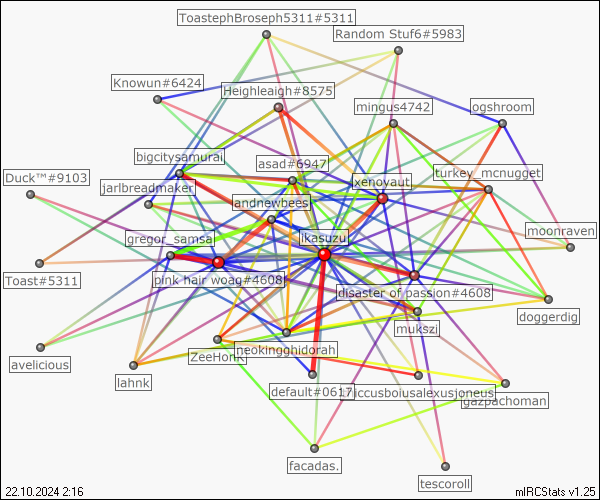 ToastephBroseph5311#5311
Random Stuf6#5983
Knowun#6424
Heighleaigh#8575
mingus4742
ogshroom
bigcitysamurai
asad#6947
turkey_mcnugget
Duck™#9103
xenoyaut
jarlbreadmaker
andnewbees
moonraven
gregor_samsa
ikasuzu
Toast#5311
pink hair woag#4608
disaster of passion#4608
doggerdig
mukszi
ZeeHonk
neokingghidorah
avelicious
lahnk
default#0617
iccusboiusalexusjoneus
gazpachoman
facadas.
tescoroll
22.10.2024 2:16
mIRCStats v1.25